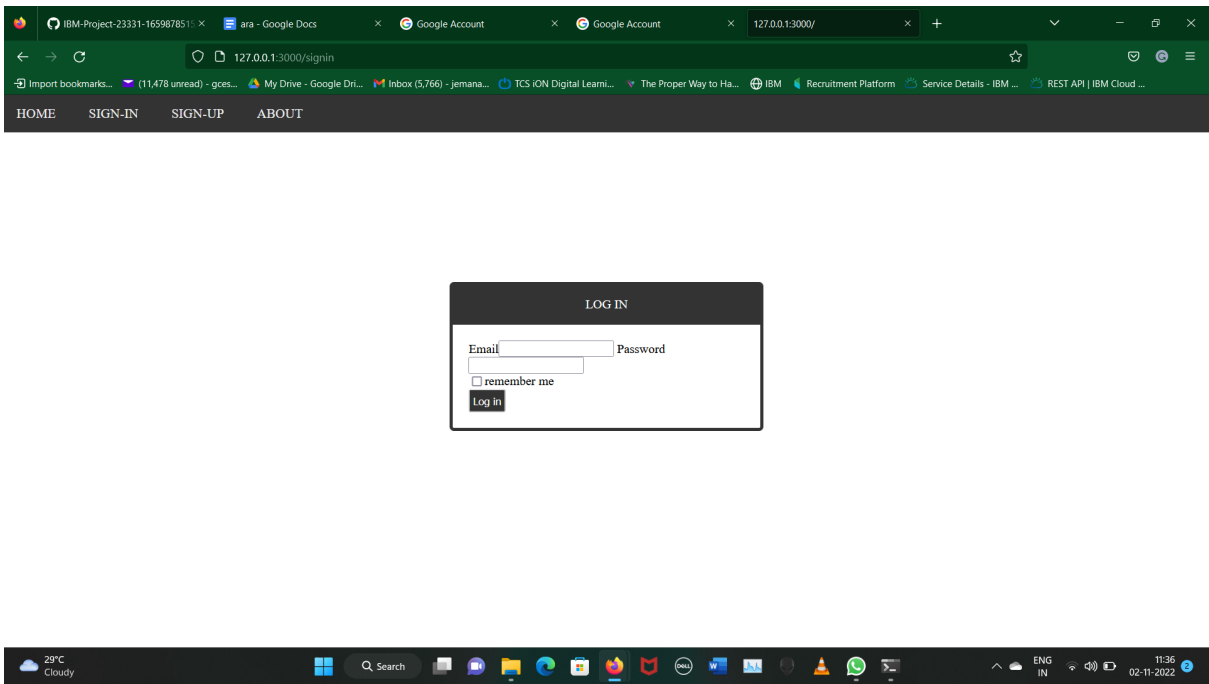 IBM-Project-23331-1659878515 ara - Google Docs Google Account Google Account 127.0.0.1:3000/
127.0.0.1:3000/signin
Import bookmarks... (11,478 unread) - gces... My Drive - Google Dri... Inbox (5,766) - jemana... TCS iON Digital Learni... The Proper Way to Ha... IBM Recruitment Platform Service Details - IBM ... REST API | IBM Cloud ...
HOME SIGN-IN SIGN-UP ABOUT
LOG IN
Email Password
remember me
Log in
29°C
Cloudy
Search
DELL
ENG
IN
11:36
02-11-2022
2